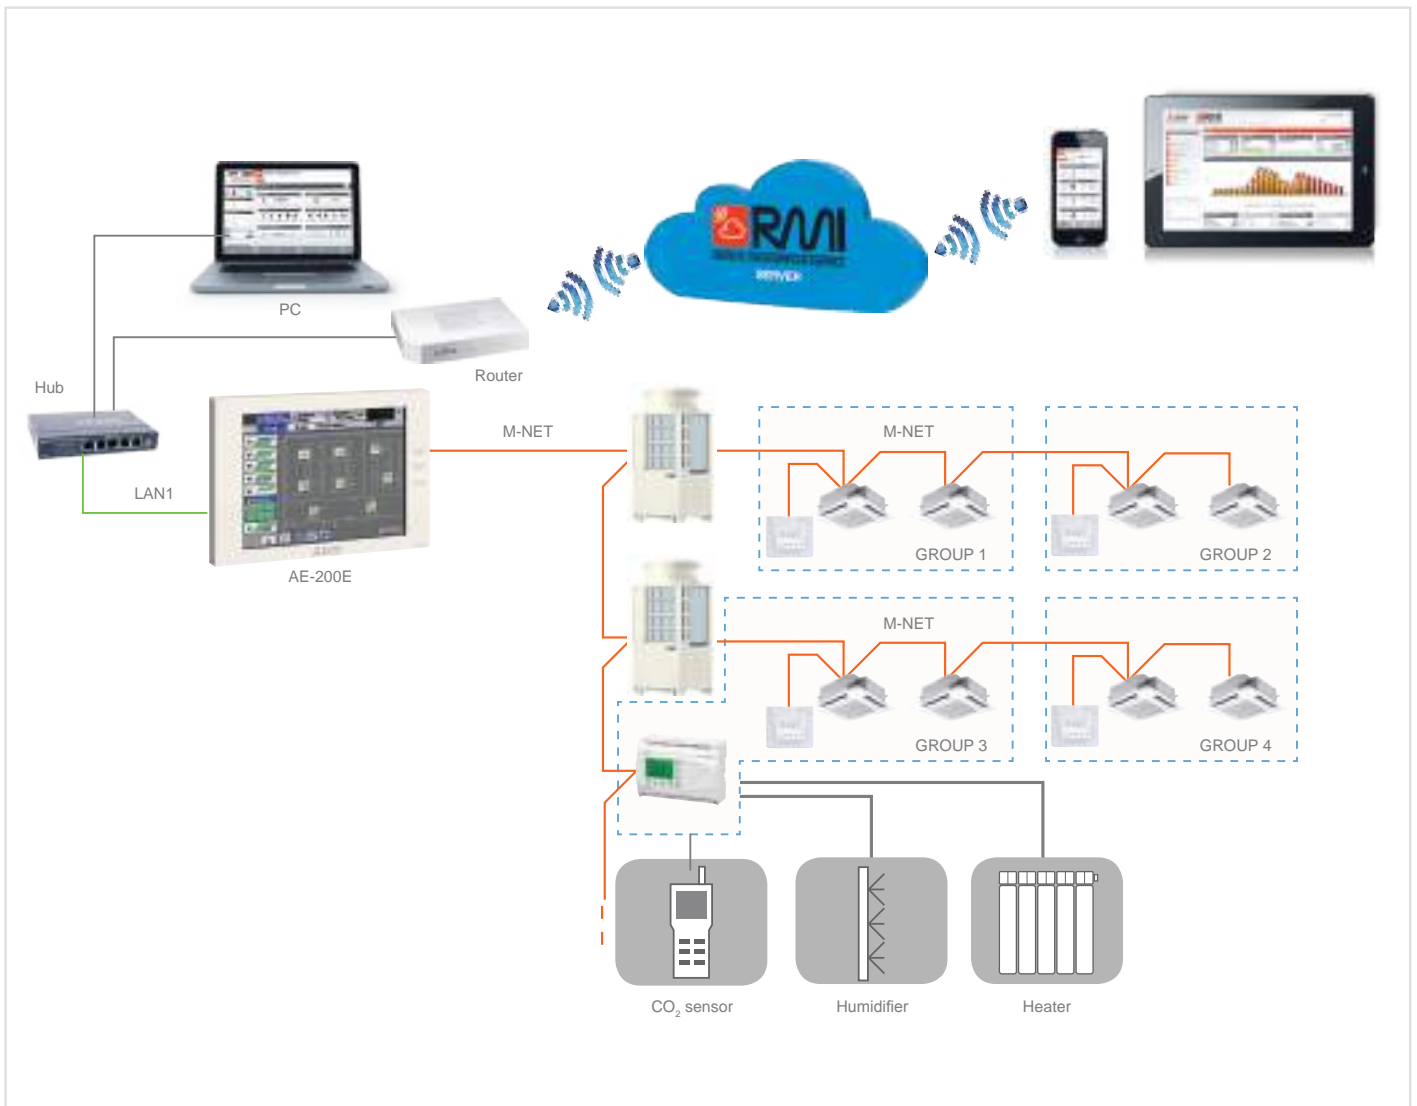 RMI
SERVER
PC
Router
Hub
M-NET
M-NET
LAN1
GROUP 1
GROUP 2
AE-200E
M-NET
GROUP 3
GROUP 4
CO₂ sensor
Humidifier
Heater